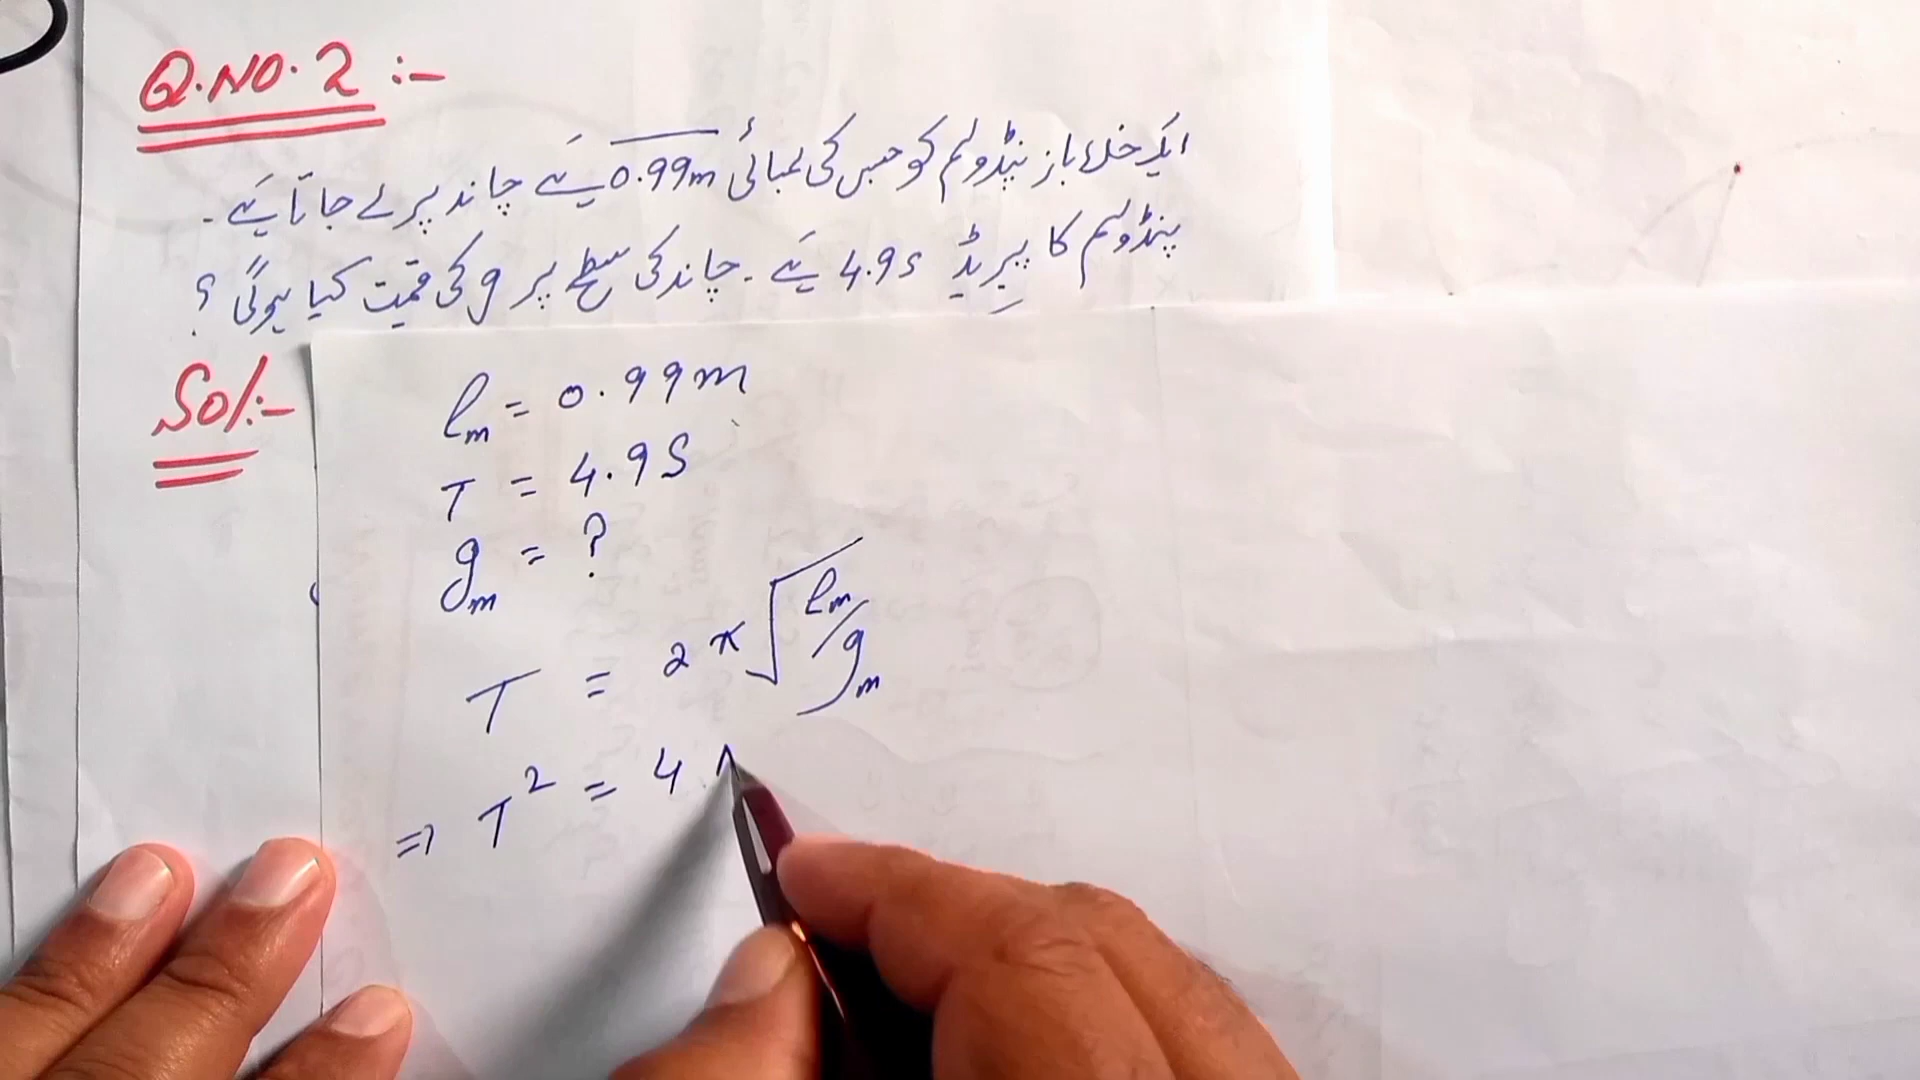 Q.NO.2:-
ایک خلا باز پنڈولم کو جس کی لمبائی 0.99m ہے چاند پر لے جاتا ہے۔
پنڈولم کا پیریڈ 4.9s ہے۔ چاند کی سطح پر g کی قیمت کیا ہوگی؟
Sol:-
lm = 0.99m
T = 4.9S
gm = ?
T = 2π√lm/gm
⇒ T² = 4